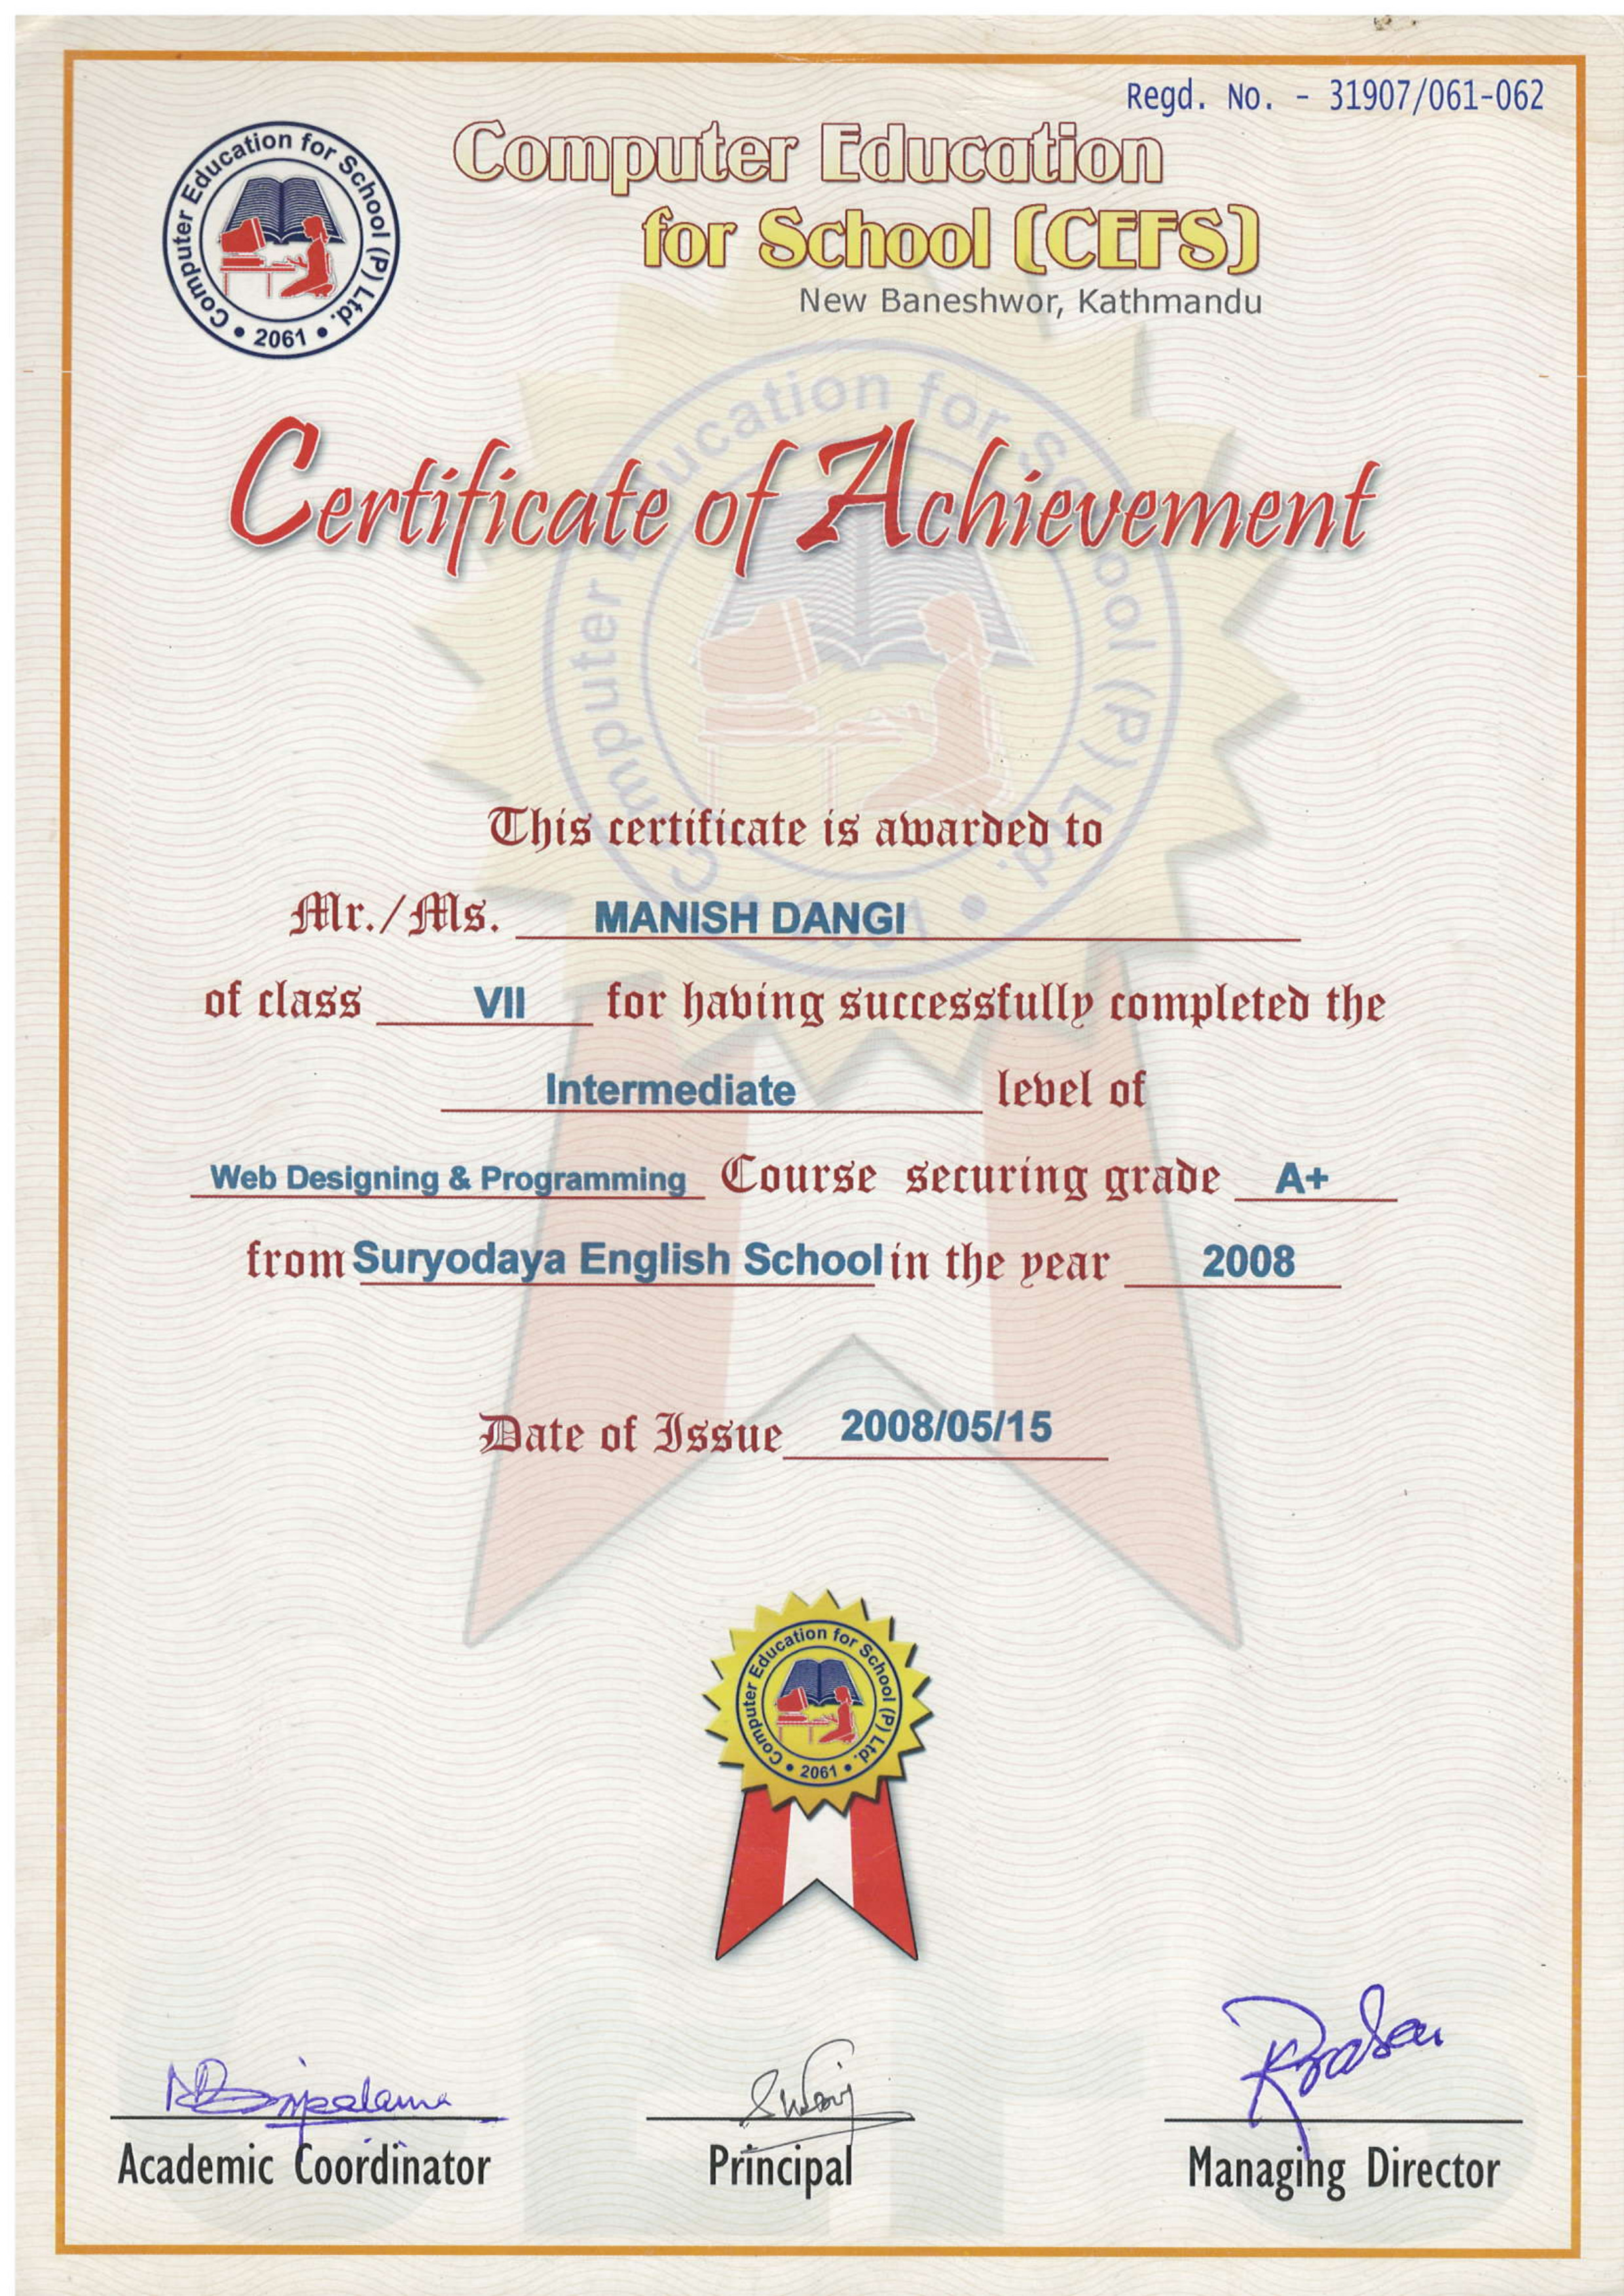 Regd. No. - 31907/061-062
Computer Education for School (P) Ltd.
• 2061 •
Computer Education
for School (CEFS)
New Baneshwor, Kathmandu
Certificate of Achievement
This certificate is awarded to
Mr./Ms. MANISH DANGI
of class VII for having successfully completed the
Intermediate level of
Web Designing & Programming Course securing grade A+
from Suryodaya English School in the year 2008
Date of Issue 2008/05/15
Computer Education for School (P) Ltd.
• 2061 •
Academic Coordinator
Principal
Managing Director